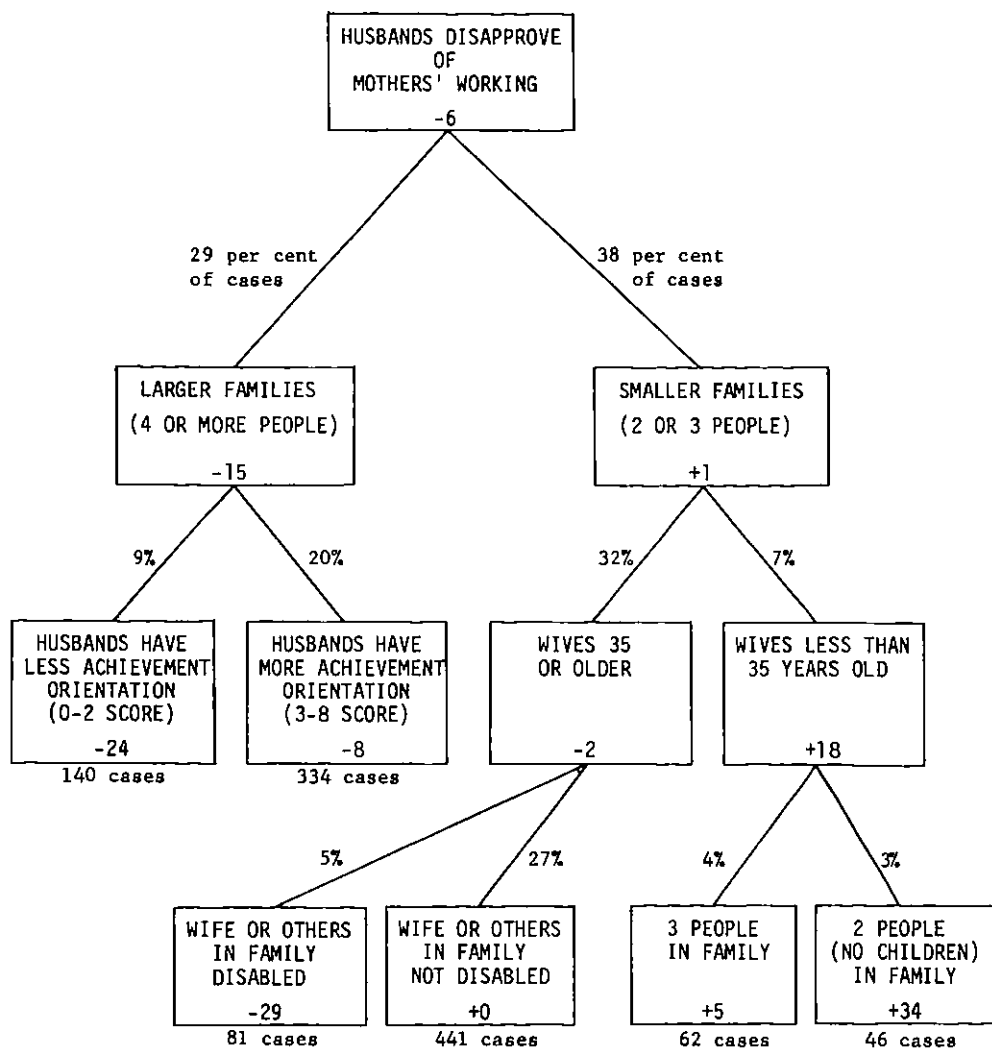 HUSBANDS DISAPPROVE
OF
MOTHERS' WORKING
-6
29 per cent
of cases
38 per cent
of cases
LARGER FAMILIES
(4 OR MORE PEOPLE)
-15
SMALLER FAMILIES
(2 OR 3 PEOPLE)
+1
9%
20%
32%
7%
HUSBANDS HAVE
LESS ACHIEVEMENT
ORIENTATION
(0-2 SCORE)
-24
140 cases
HUSBANDS HAVE
MORE ACHIEVEMENT
ORIENTATION
(3-8 SCORE)
-8
334 cases
WIVES 35
OR OLDER
-2
WIVES LESS THAN
35 YEARS OLD
+18
5%
27%
4%
3%
WIFE OR OTHERS
IN FAMILY
DISABLED
-29
81 cases
WIFE OR OTHERS
IN FAMILY
NOT DISABLED
+0
441 cases
3 PEOPLE
IN FAMILY
+5
62 cases
2 PEOPLE
(NO CHILDREN)
IN FAMILY
+34
46 cases